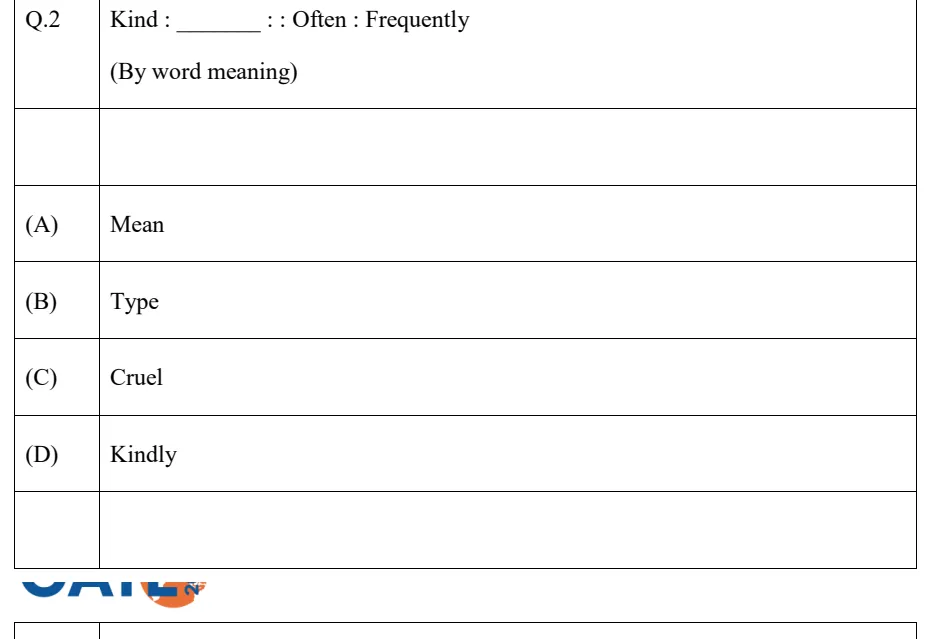 Q.2 Kind : _______ : : Often : Frequently
(By word meaning)
(A) Mean
(B) Type
(C) Cruel
(D) Kindly